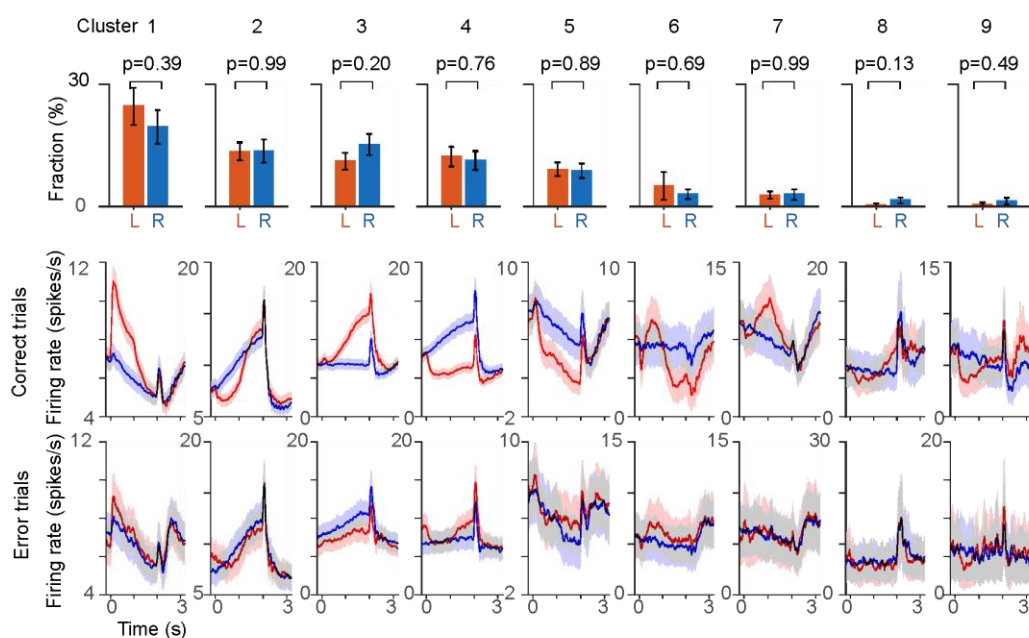 Cluster 1 2 3 4 5 6 7 8 9
p=0.39 p=0.99 p=0.20 p=0.76 p=0.89 p=0.69 p=0.99 p=0.13 p=0.49
30
Fraction (%)
0
L R L R L R L R L R L R L R L R L R
12 20 20 10 10 15 20 15
Correct trials
Firing rate (spikes/s)
4 5 0 2 0 0 0 0
12 20 20 10 15 15 30 20
Error trials
Firing rate (spikes/s)
4 5 0 2 0 0 0 0
0 3 0 3 0 3 0 3 0 3 0 3 0 3 0 3 0 3
Time (s)